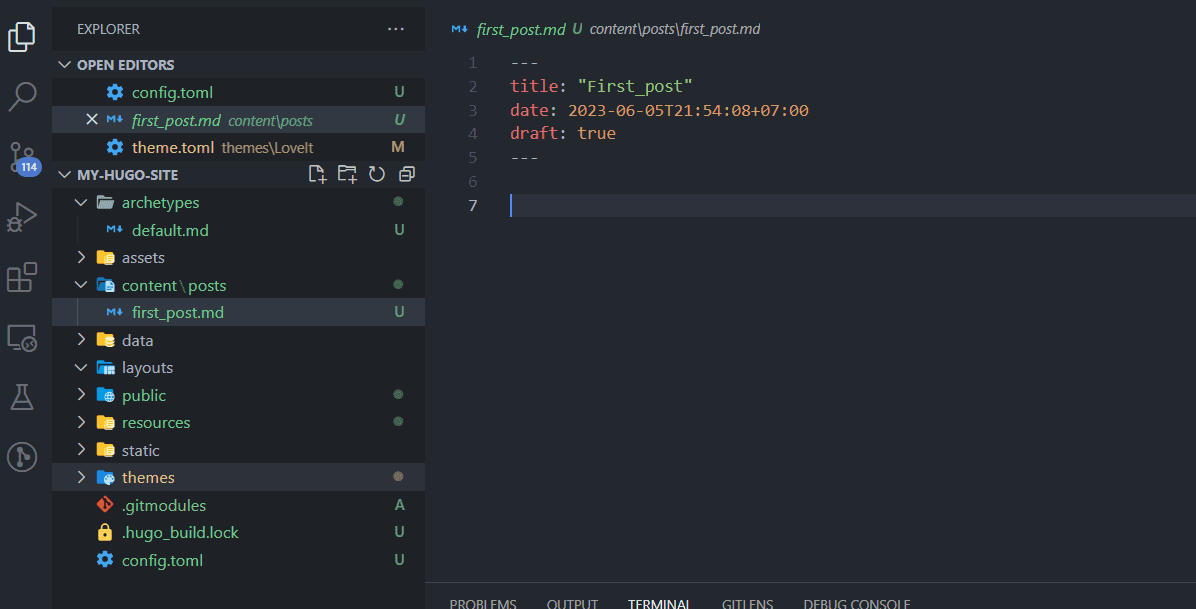 EXPLORER
OPEN EDITORS
config.toml U
first_post.md content\posts U
theme.toml themes\LoveIt M
MY-HUGO-SITE
archetypes
default.md U
assets
content\posts
first_post.md U
data
layouts
public
resources
static
themes
.gitmodules A
.hugo_build.lock U
config.toml U
114
first_post.md U content\posts\first_post.md
1 ---
2 title: "First_post"
3 date: 2023-06-05T21:54:08+07:00
4 draft: true
5 ---
6
7
PROBLEMS OUTPUT TERMINAL GITLENS DEBUG CONSOLE